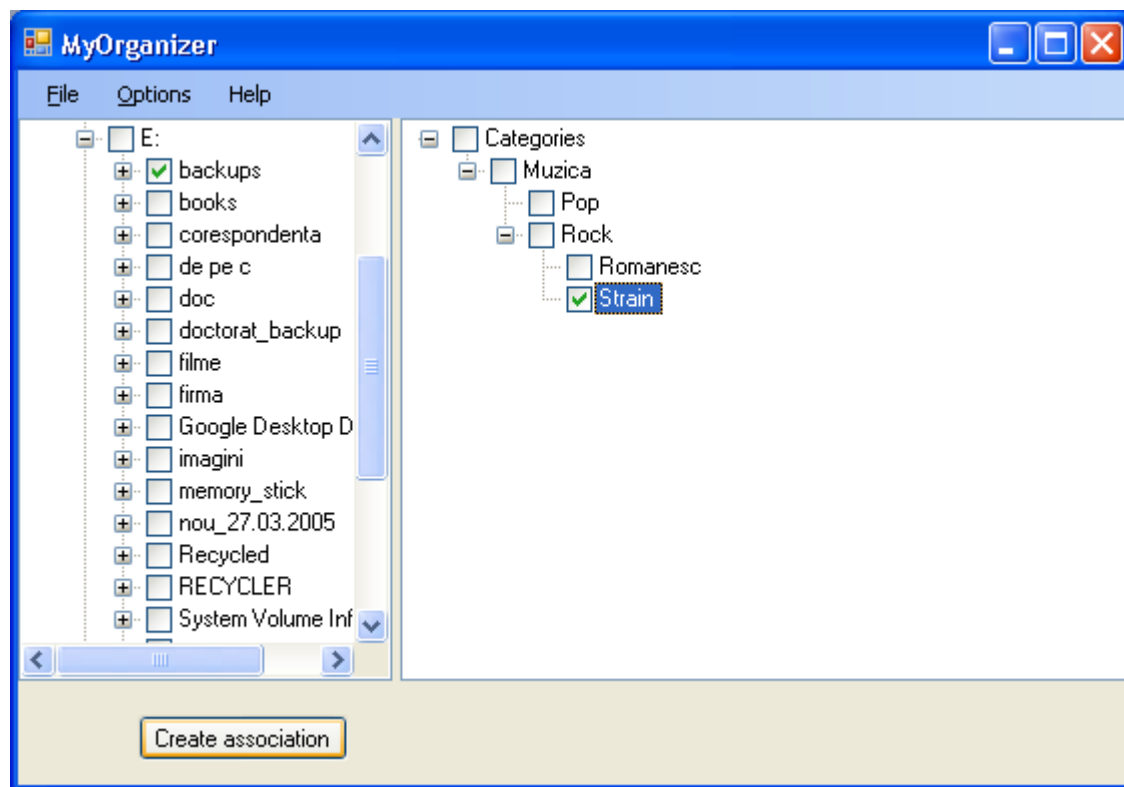 MyOrganizer
File Options Help
E:
backups
books
corespondenta
de pe c
doc
doctorat_backup
filme
firma
Google Desktop D
imagini
memory_stick
nou_27.03.2005
Recycled
RECYCLER
System Volume Inf
Categories
Muzica
Pop
Rock
Romanesc
Strain
Create association